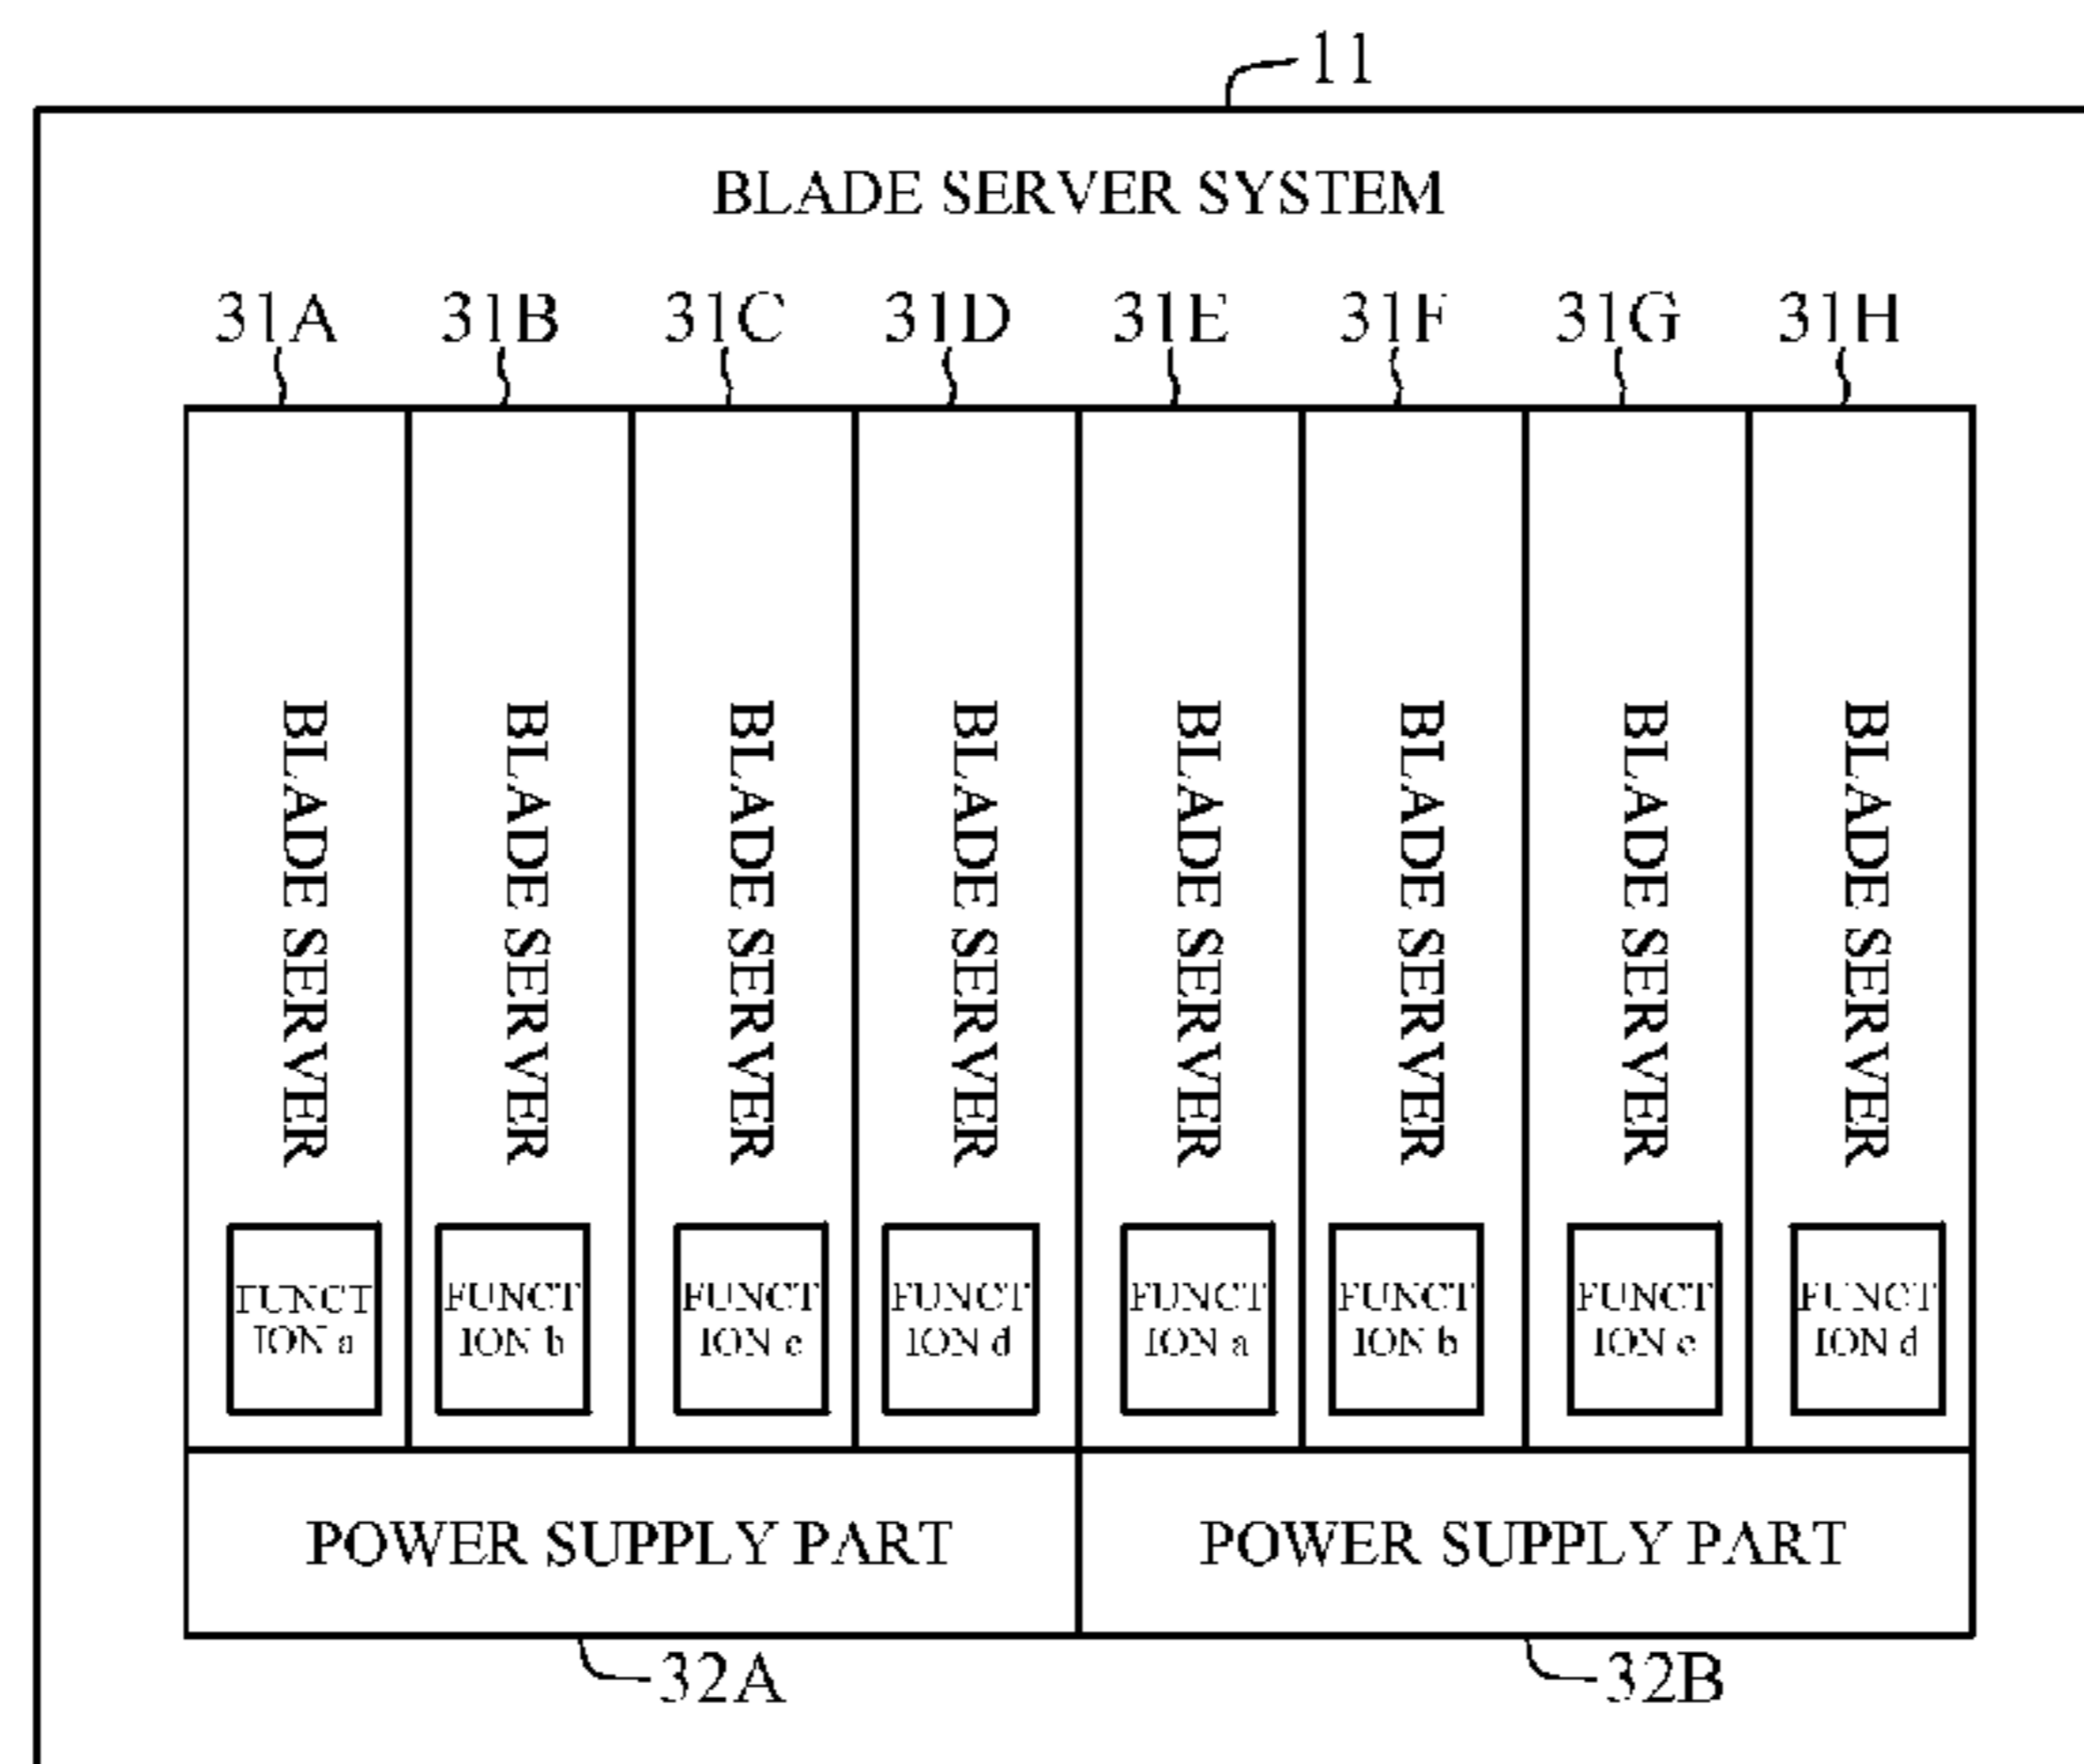 11
BLADE SERVER SYSTEM
31A 31B 31C 31D 31E 31F 31G 31H
BLADE SERVER
BLADE SERVER
BLADE SERVER
BLADE SERVER
BLADE SERVER
BLADE SERVER
BLADE SERVER
BLADE SERVER
FUNCT
ION a
FUNCT
ION b
FUNCT
ION c
FUNCT
ION d
FUNCT
ION a
FUNCT
ION b
FUNCT
ION c
FUNCT
ION d
POWER SUPPLY PART
POWER SUPPLY PART
32A
32B